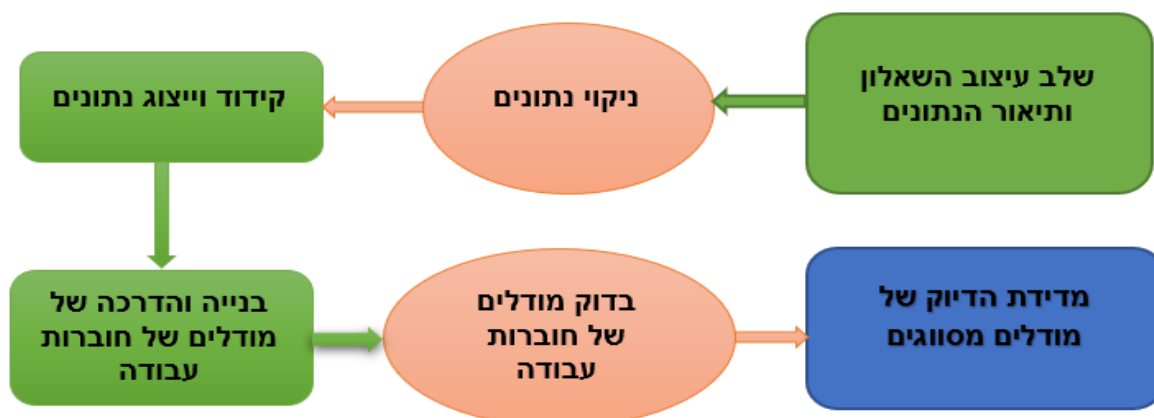 שלב עיצוב השאלון
ותיאור הנתונים
ניקוי נתונים
קידוד וייצוג נתונים
בנייה והדרכה של
מודלים של חוברות
עבודה
בדוק מודלים
של חוברות
עבודה
מדידת הדיוק של
מודלים מסווגים